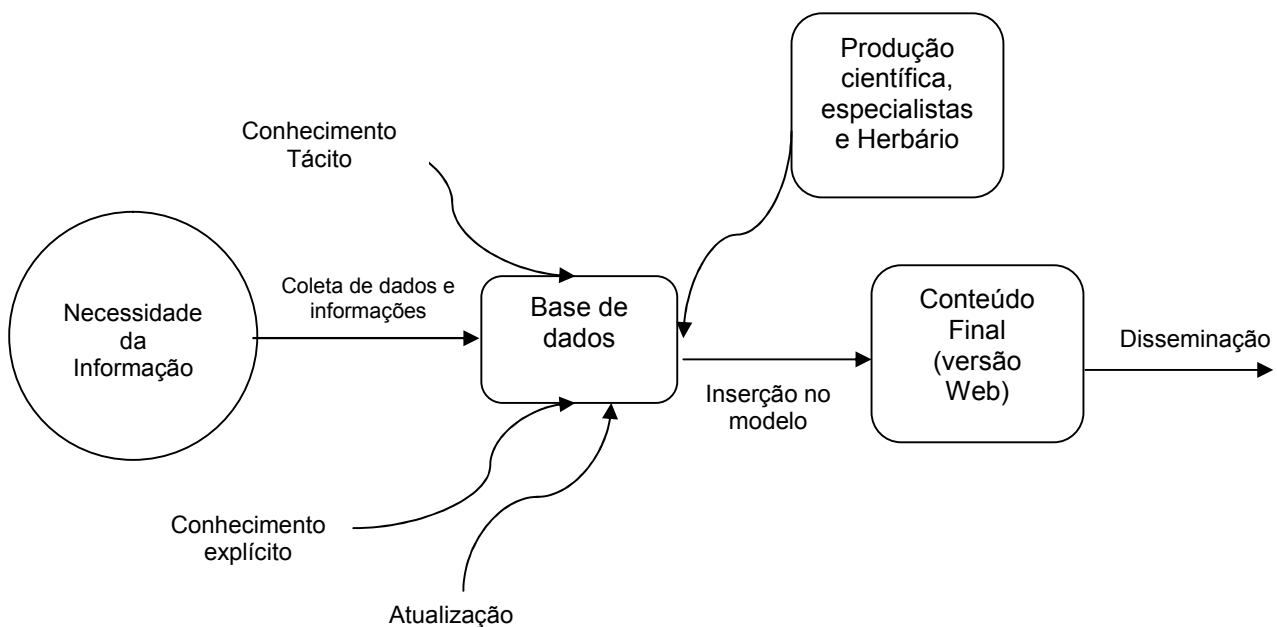 Produção
científica,
especialistas
e Herbário
Conhecimento
Tácito
Necessidade
da
Informação
Coleta de dados e
informações
Base de
dados
Inserção no
modelo
Conteúdo
Final
(versão
Web)
Disseminação
Conhecimento
explícito
Atualização